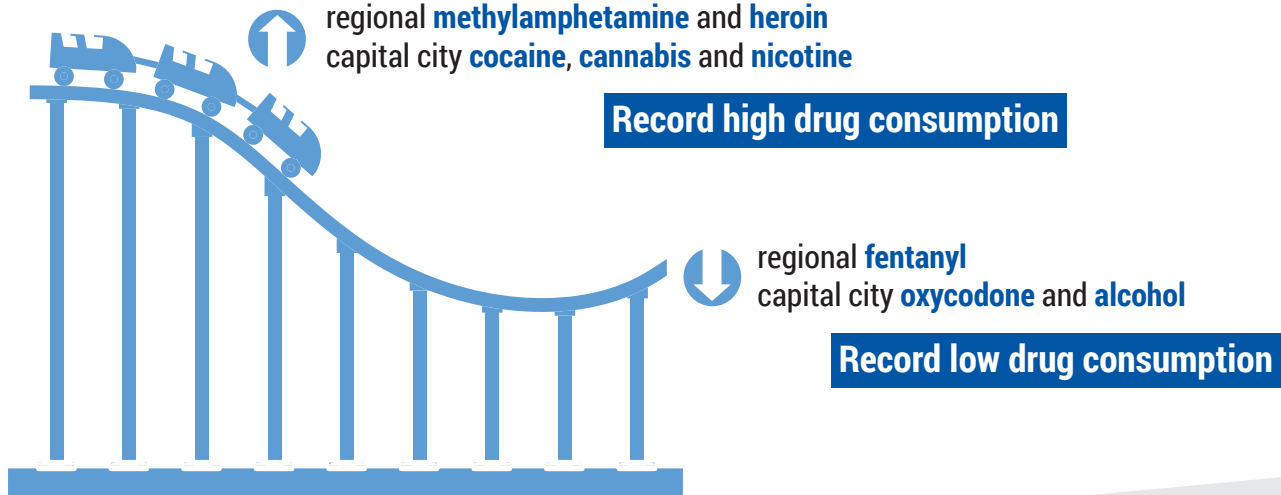 regional methylamphetamine and heroin
capital city cocaine, cannabis and nicotine
Record high drug consumption
regional fentanyl
capital city oxycodone and alcohol
Record low drug consumption